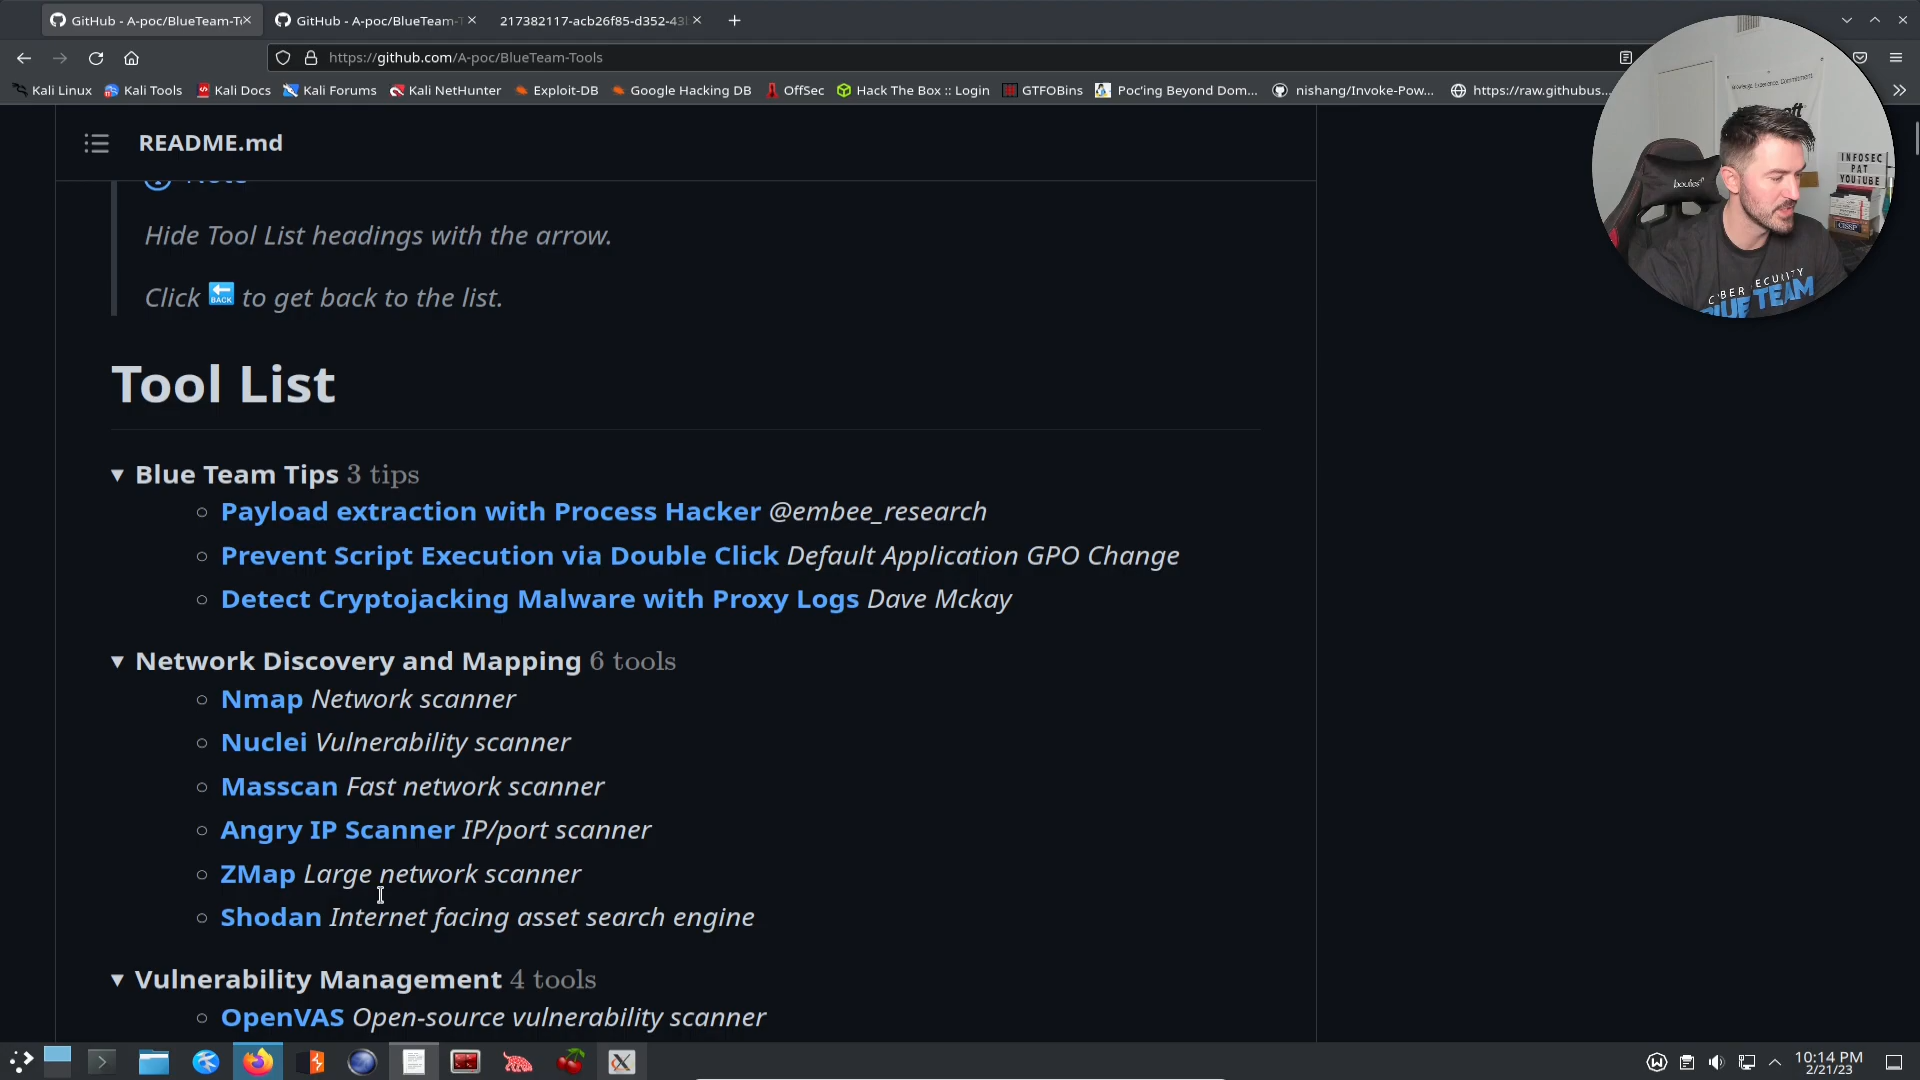 GitHub - A-poc/BlueTeam-T
GitHub - A-poc/BlueTeam-T
217382117-acb26f85-d352-43
https://github.com/A-poc/BlueTeam-Tools
Kali Linux
Kali Tools
Kali Docs
Kali Forums
Kali NetHunter
Exploit-DB
Google Hacking DB
OffSec
Hack The Box :: Login
GTFOBins
Poc'ing Beyond Dom...
nishang/Invoke-Pow...
https://raw.githubus...
README.md
Note
Hide Tool List headings with the arrow.
Click BACK to get back to the list.
Tool List
Blue Team Tips 3 tips
Payload extraction with Process Hacker @embee_research
Prevent Script Execution via Double Click Default Application GPO Change
Detect Cryptojacking Malware with Proxy Logs Dave Mckay
Network Discovery and Mapping 6 tools
Nmap Network scanner
Nuclei Vulnerability scanner
Masscan Fast network scanner
Angry IP Scanner IP/port scanner
ZMap Large network scanner
Shodan Internet facing asset search engine
Vulnerability Management 4 tools
OpenVAS Open-source vulnerability scanner
INFOSEC
PAT
YOUTUBE
CISSP
boulies
CYBER SECURITY
BLUE TEAM
10:14 PM
2/21/23